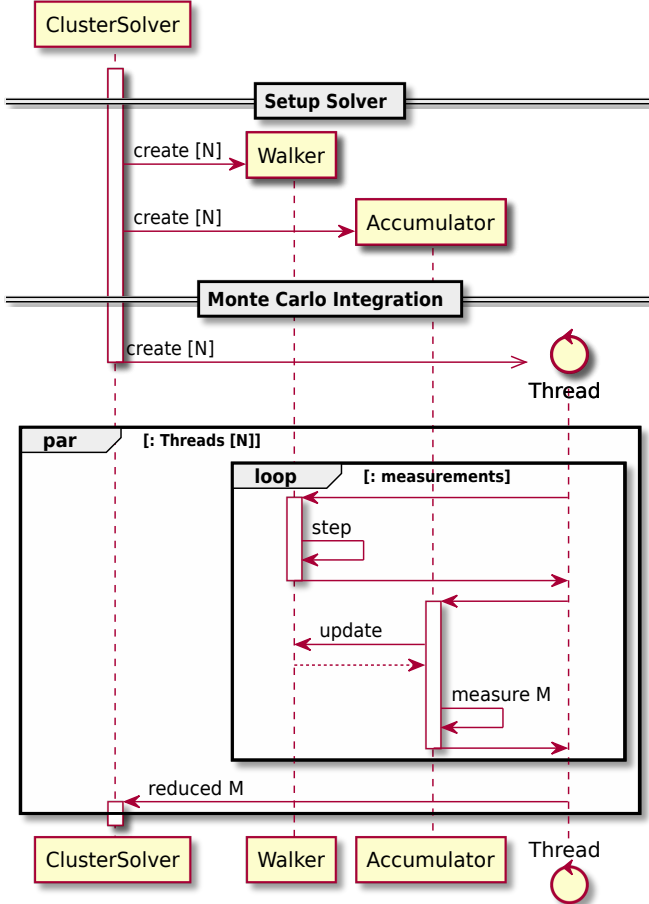 ClusterSolver
Setup Solver
create [N]
Walker
create [N]
Accumulator
Monte Carlo Integration
create [N]
Thread
par
[: Threads [N]]
loop
[: measurements]
step
update
measure M
reduced M
ClusterSolver
Walker
Accumulator
Thread